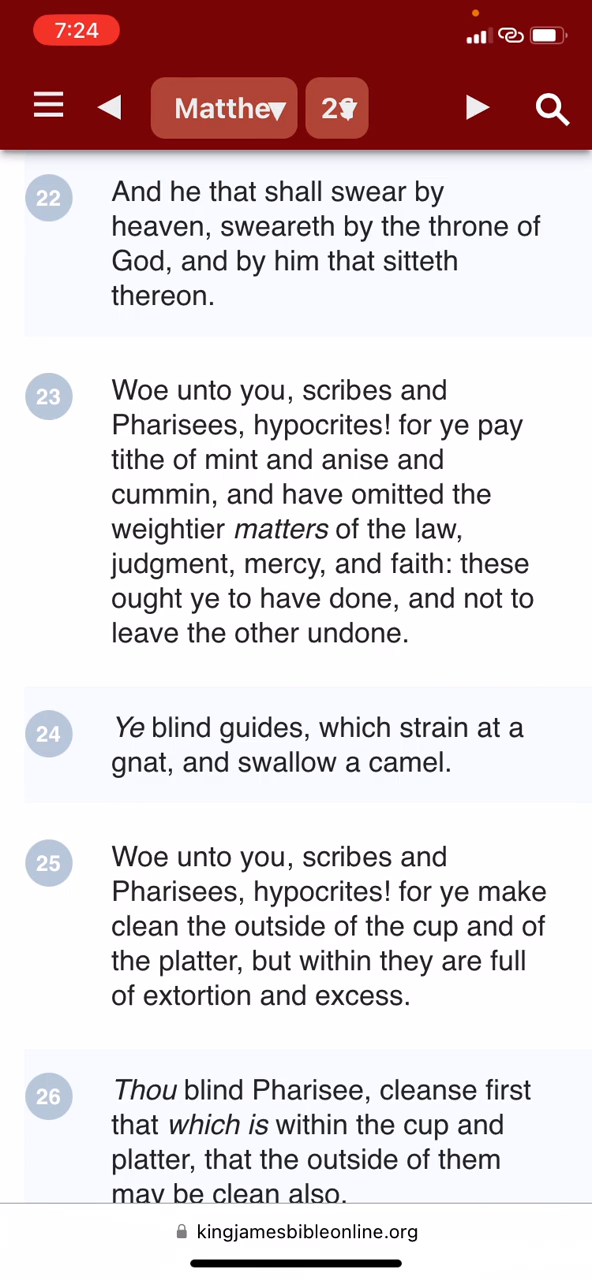 7:24
Matthe
22
And he that shall swear by
heaven, sweareth by the throne of
God, and by him that sitteth
thereon.
23
Woe unto you, scribes and
Pharisees, hypocrites! for ye pay
tithe of mint and anise and
cummin, and have omitted the
weightier matters of the law,
judgment, mercy, and faith: these
ought ye to have done, and not to
leave the other undone.
24
Ye blind guides, which strain at a
gnat, and swallow a camel.
25
Woe unto you, scribes and
Pharisees, hypocrites! for ye make
clean the outside of the cup and of
the platter, but within they are full
of extortion and excess.
26
Thou blind Pharisee, cleanse first
that which is within the cup and
platter, that the outside of them
may be clean also.
kingjamesbibleonline.org